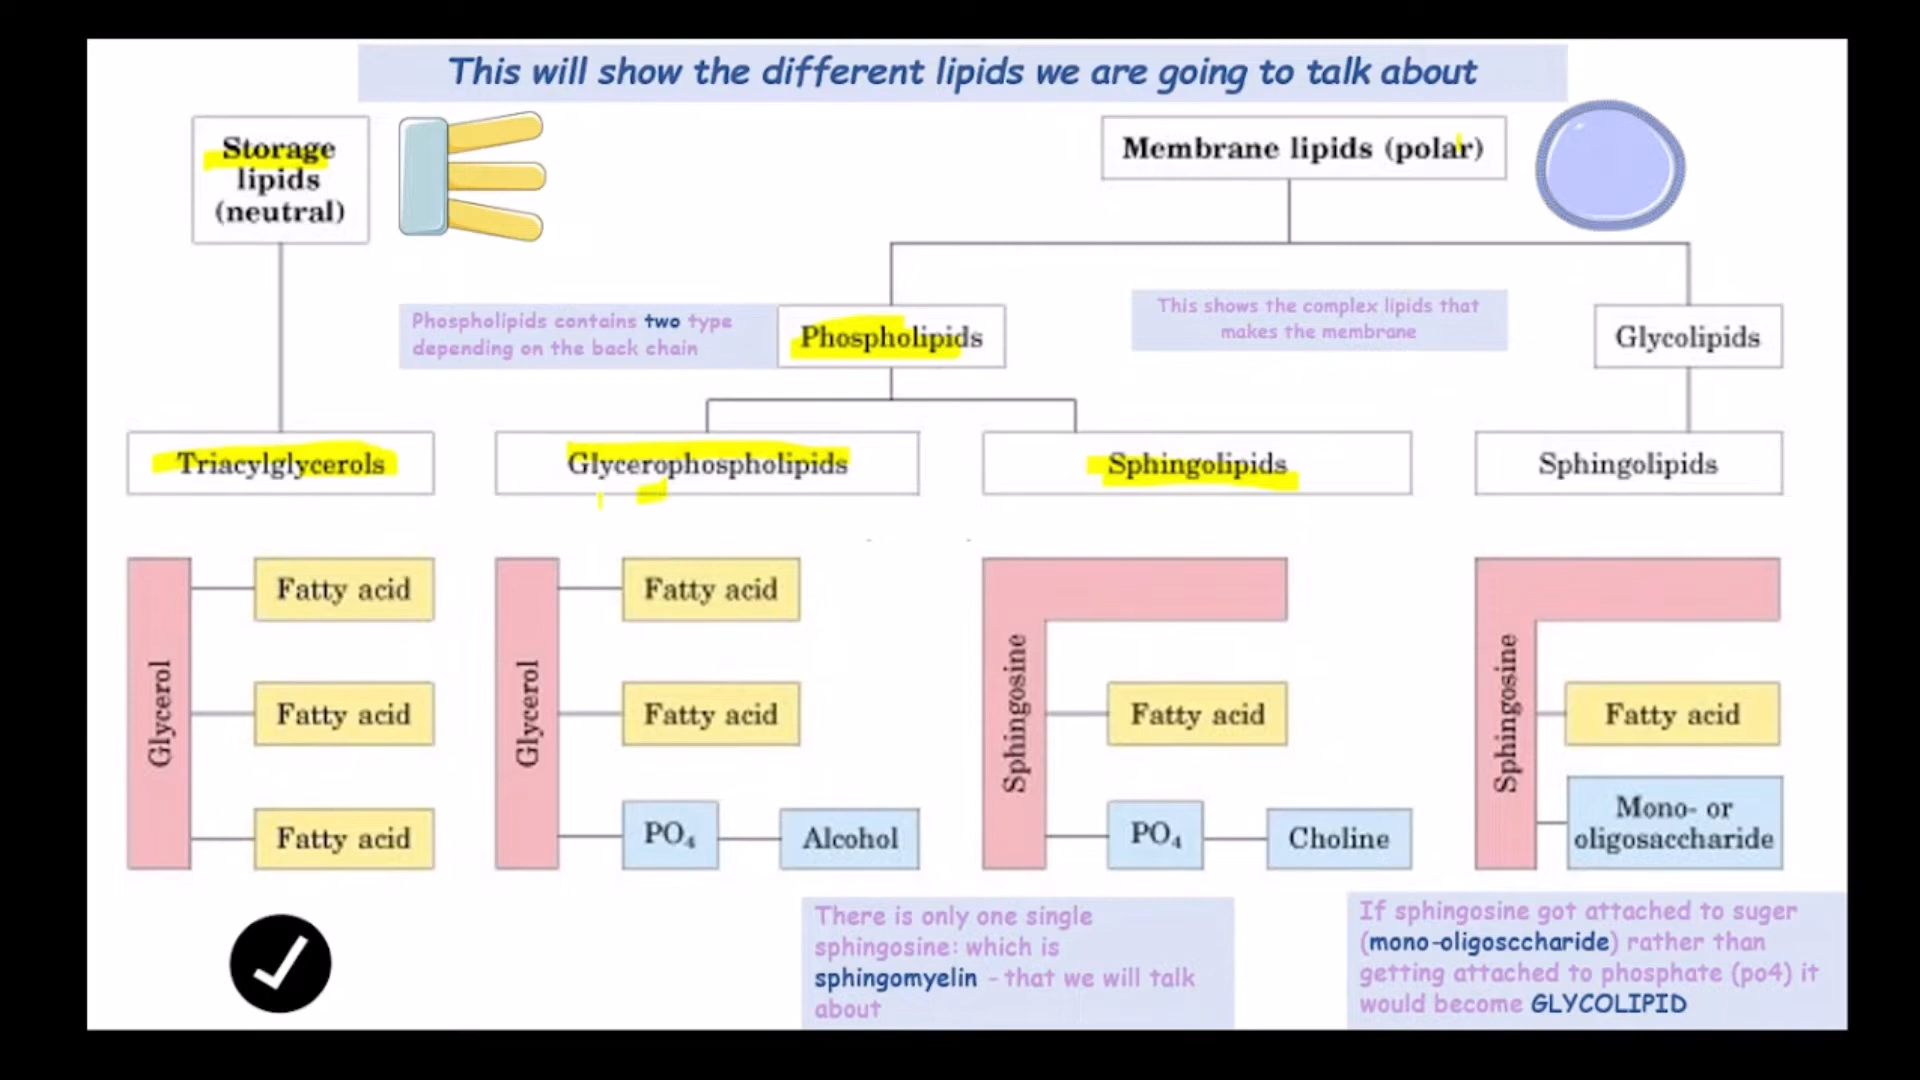 This will show the different lipids we are going to talk about
Storage
lipids
(neutral)
Membrane lipids (polar)
Phospholipids contains two type
depending on the back chain
Phospholipids
This shows the complex lipids that
makes the membrane
Glycolipids
Triacylglycerols
Glycerophospholipids
Sphingolipids
Sphingolipids
Glycerol
Fatty acid
Fatty acid
Fatty acid
Glycerol
Fatty acid
Fatty acid
PO4
Alcohol
Sphingosine
Fatty acid
PO4
Choline
Sphingosine
Fatty acid
Mono- or
oligosaccharide
There is only one single
sphingosine: which is
sphingomyelin - that we will talk
about
If sphingosine got attached to suger
(mono-oligosccharide) rather than
getting attached to phosphate (po4) it
would become GLYCOLIPID